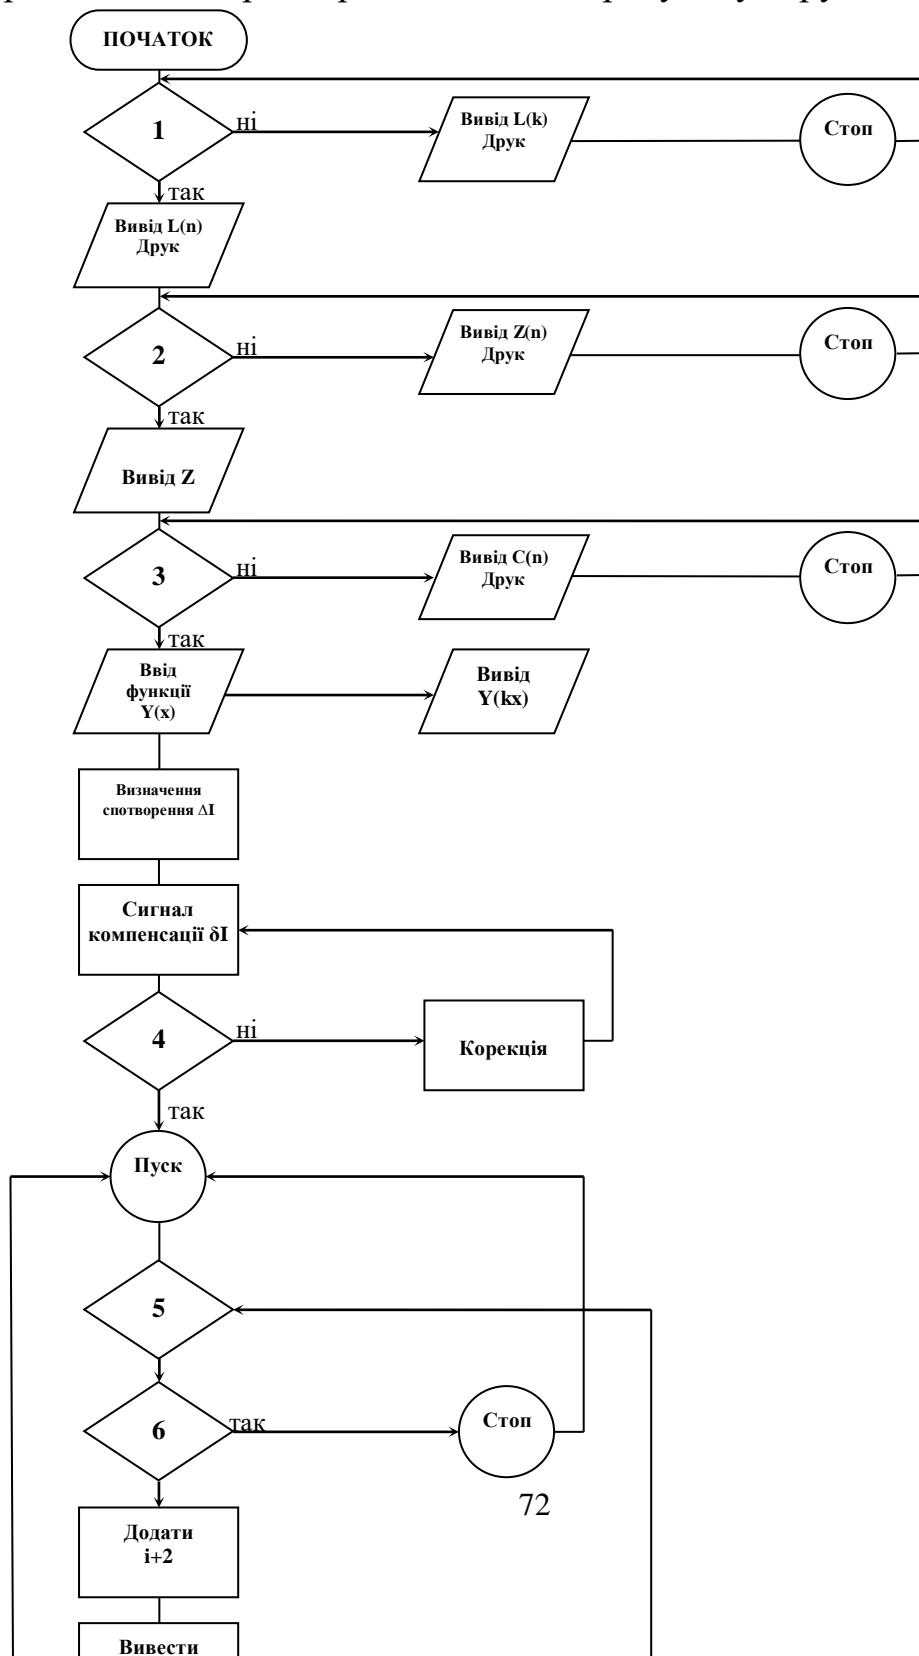 ПОЧАТОК
1
ні
Вивід L(k)
Друк
Стоп
так
Вивід L(n)
Друк
2
ні
Вивід Z(n)
Друк
Стоп
так
Вивід Z
3
ні
Вивід C(n)
Друк
Стоп
так
Ввід
функції
Y(x)
Вивід
Y(kx)
Визначення
спотворення ΔI
Сигнал
компенсації δI
4
ні
Корекція
так
Пуск
5
6
так
Стоп
72
Додати
i+2
Вивести